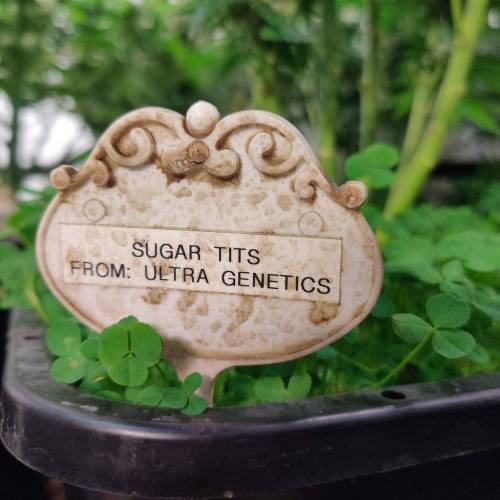 SUGAR TITS
FROM: ULTRA GENETICS